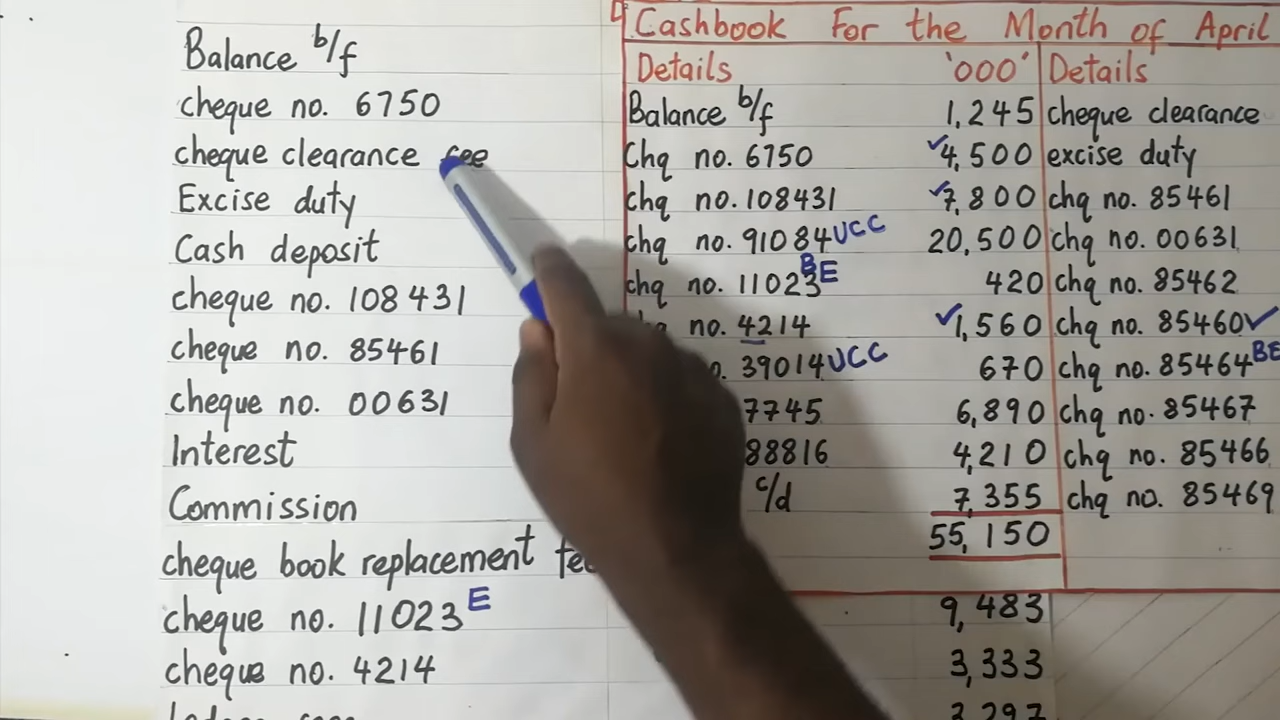 Balance b/f
cheque no. 6750
cheque clearance fee
Excise duty
Cash deposit
cheque no. 108431
cheque no. 85461
cheque no. 00631
Interest
Commission
cheque book replacement
cheque no. 11023 E
cheque no. 4214
Cashbook For the Month of April
Details '000' Details
Balance b/f 1,245 cheque clearance
Chq no. 6750 ✓4,500 excise duty
chq no. 108431 ✓7,800 chq no. 85461
chq no. 91084 UCC 20,500 chq no. 00631
chq no. 11023 BE 420 chq no. 85462
no. 4214 ✓1,560 chq no. 85460 ✓
39014 UCC 670 chq no. 85464 BE
7745 6,890 chq no. 85467
88816 4,210 chq no. 85466
c/d 7,355 chq no. 85469
55,150
9,483
3,333
3,297